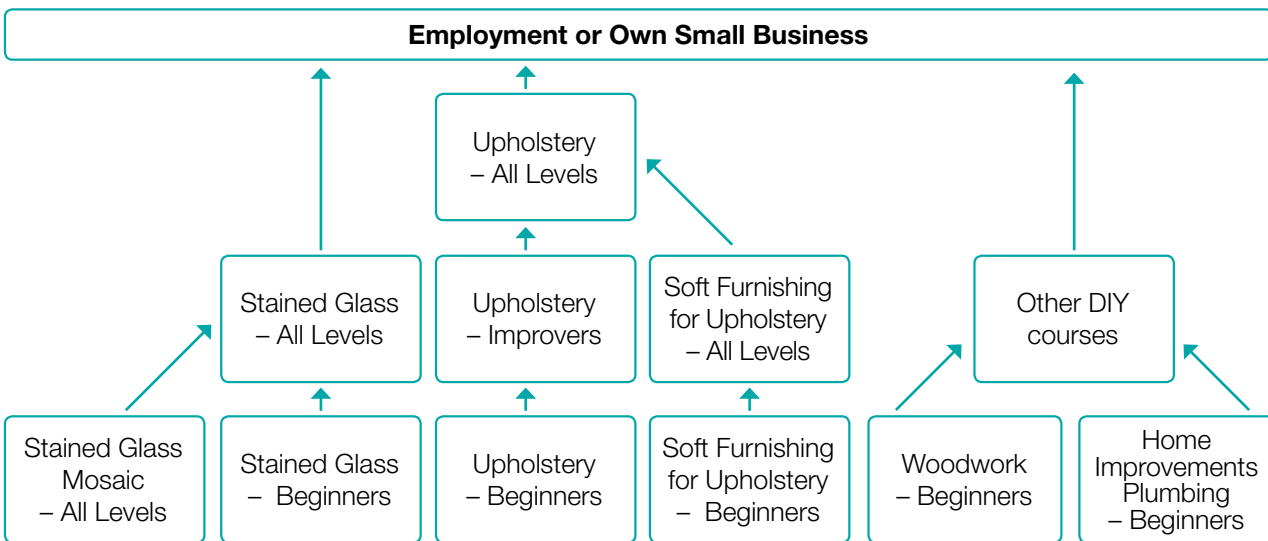 Employment or Own Small Business
Upholstery
– All Levels
Stained Glass
– All Levels
Upholstery
– Improvers
Soft Furnishing
for Upholstery
– All Levels
Other DIY
courses
Stained Glass
Mosaic
– All Levels
Stained Glass
–  Beginners
Upholstery
– Beginners
Soft Furnishing
for Upholstery
–  Beginners
Woodwork
– Beginners
Home
Improvements
Plumbing
– Beginners